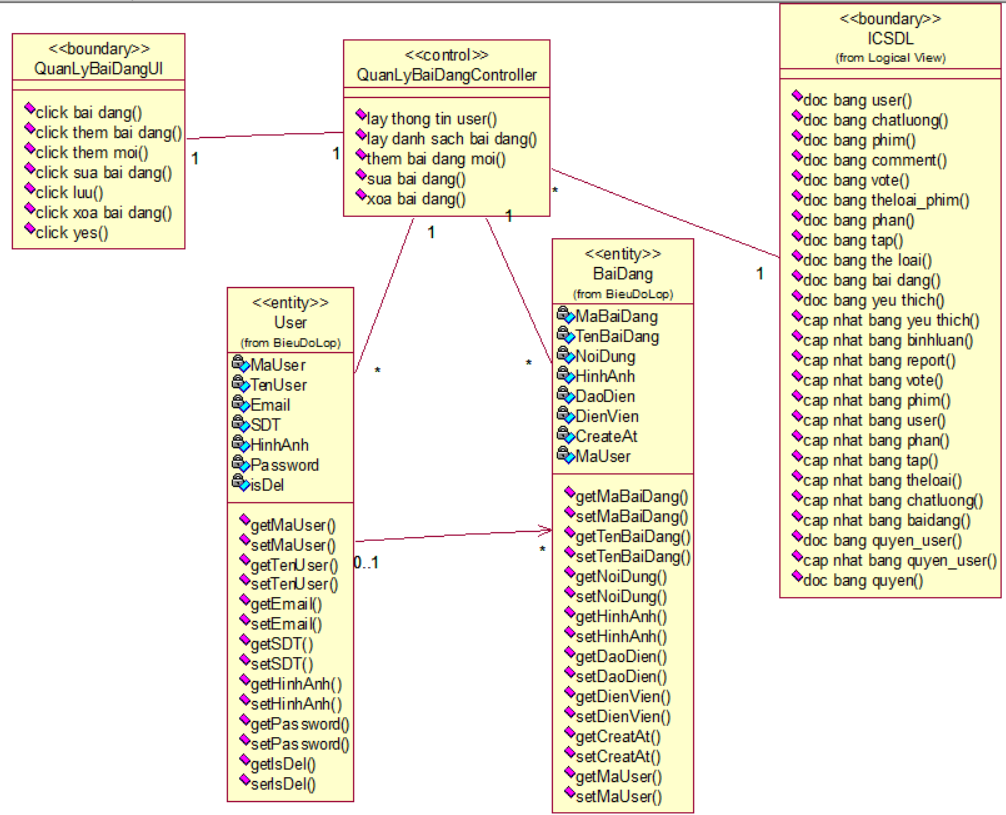 <<boundary>>
QuanLyBaiDangUI
click bai dang()
click them bai dang()
click them moi()
click sua bai dang()
click luu()
click xoa bai dang()
click yes()
1
1
<<control>>
QuanLyBaiDangController
lay thong tin user()
lay danh sach bai dang()
them bai dang moi()
sua bai dang()
xoa bai dang()
1
1
*
1
<<boundary>>
ICSDL
(from Logical View)
doc bang user()
doc bang chatluong()
doc bang phim()
doc bang comment()
doc bang vote()
doc bang theloai_phim()
doc bang phan()
doc bang tap()
doc bang the loai()
doc bang bai dang()
doc bang yeu thich()
cap nhat bang yeu thich()
cap nhat bang binhluan()
cap nhat bang report()
cap nhat bang vote()
cap nhat bang phim()
cap nhat bang user()
cap nhat bang phan()
cap nhat bang tap()
cap nhat bang theloai()
cap nhat bang chatluong()
cap nhat bang baidang()
doc bang quyen_user()
cap nhat bang quyen_user()
doc bang quyen()
<<entity>>
User
(from BieuDoLop)
MaUser
TenUser
Email
SDT
HinhAnh
Password
isDel
getMaUser()
setMaUser()
getTenUser()
setTenUser()
getEmail()
setEmail()
getSDT()
setSDT()
getHinhAnh()
setHinhAnh()
getPassword()
setPassword()
getIsDel()
serIsDel()
*
*
0..1
*
<<entity>>
BaiDang
(from BieuDoLop)
MaBaiDang
TenBaiDang
NoiDung
HinhAnh
DaoDien
DienVien
CreateAt
MaUser
getMaBaiDang()
setMaBaiDang()
getTenBaiDang()
setTenBaiDang()
getNoiDung()
setNoiDung()
getHinhAnh()
setHinhAnh()
getDaoDien()
setDaoDien()
getDienVien()
setDienVien()
getCreatAt()
setCreatAt()
getMaUser()
setMaUser()